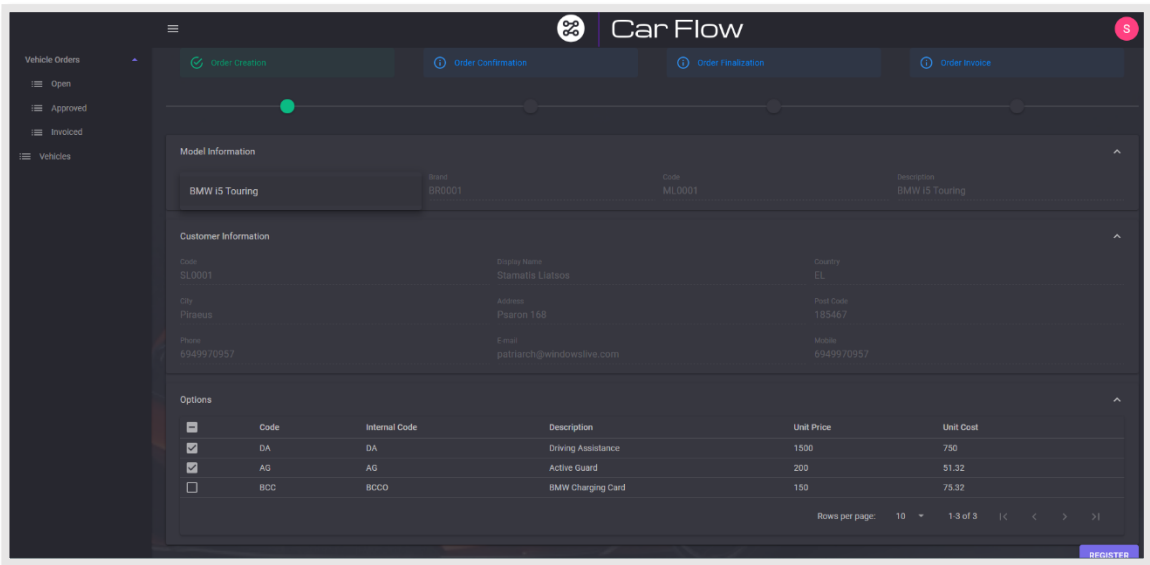 Car Flow
S
Vehicle Orders
Open
Approved
Invoiced
Vehicles
Order Creation
Order Confirmation
Order Finalization
Order Invoice
Model Information
BMW i5 Touring
Brand
BR0001
Code
ML0001
Description
BMW i5 Touring
Customer Information
Code
SL0001
Display Name
Stamatis Liatsos
Country
EL
City
Piraeus
Address
Psaron 168
Post Code
185467
Phone
6949970957
E-mail
patriarch@windowslive.com
Mobile
6949970957
Options
Code Internal Code Description Unit Price Unit Cost
DA DA Driving Assistance 1500 750
AG AG Active Guard 200 51.32
BCC BCCO BMW Charging Card 150 75.32
Rows per page: 10 1-3 of 3
REGISTER